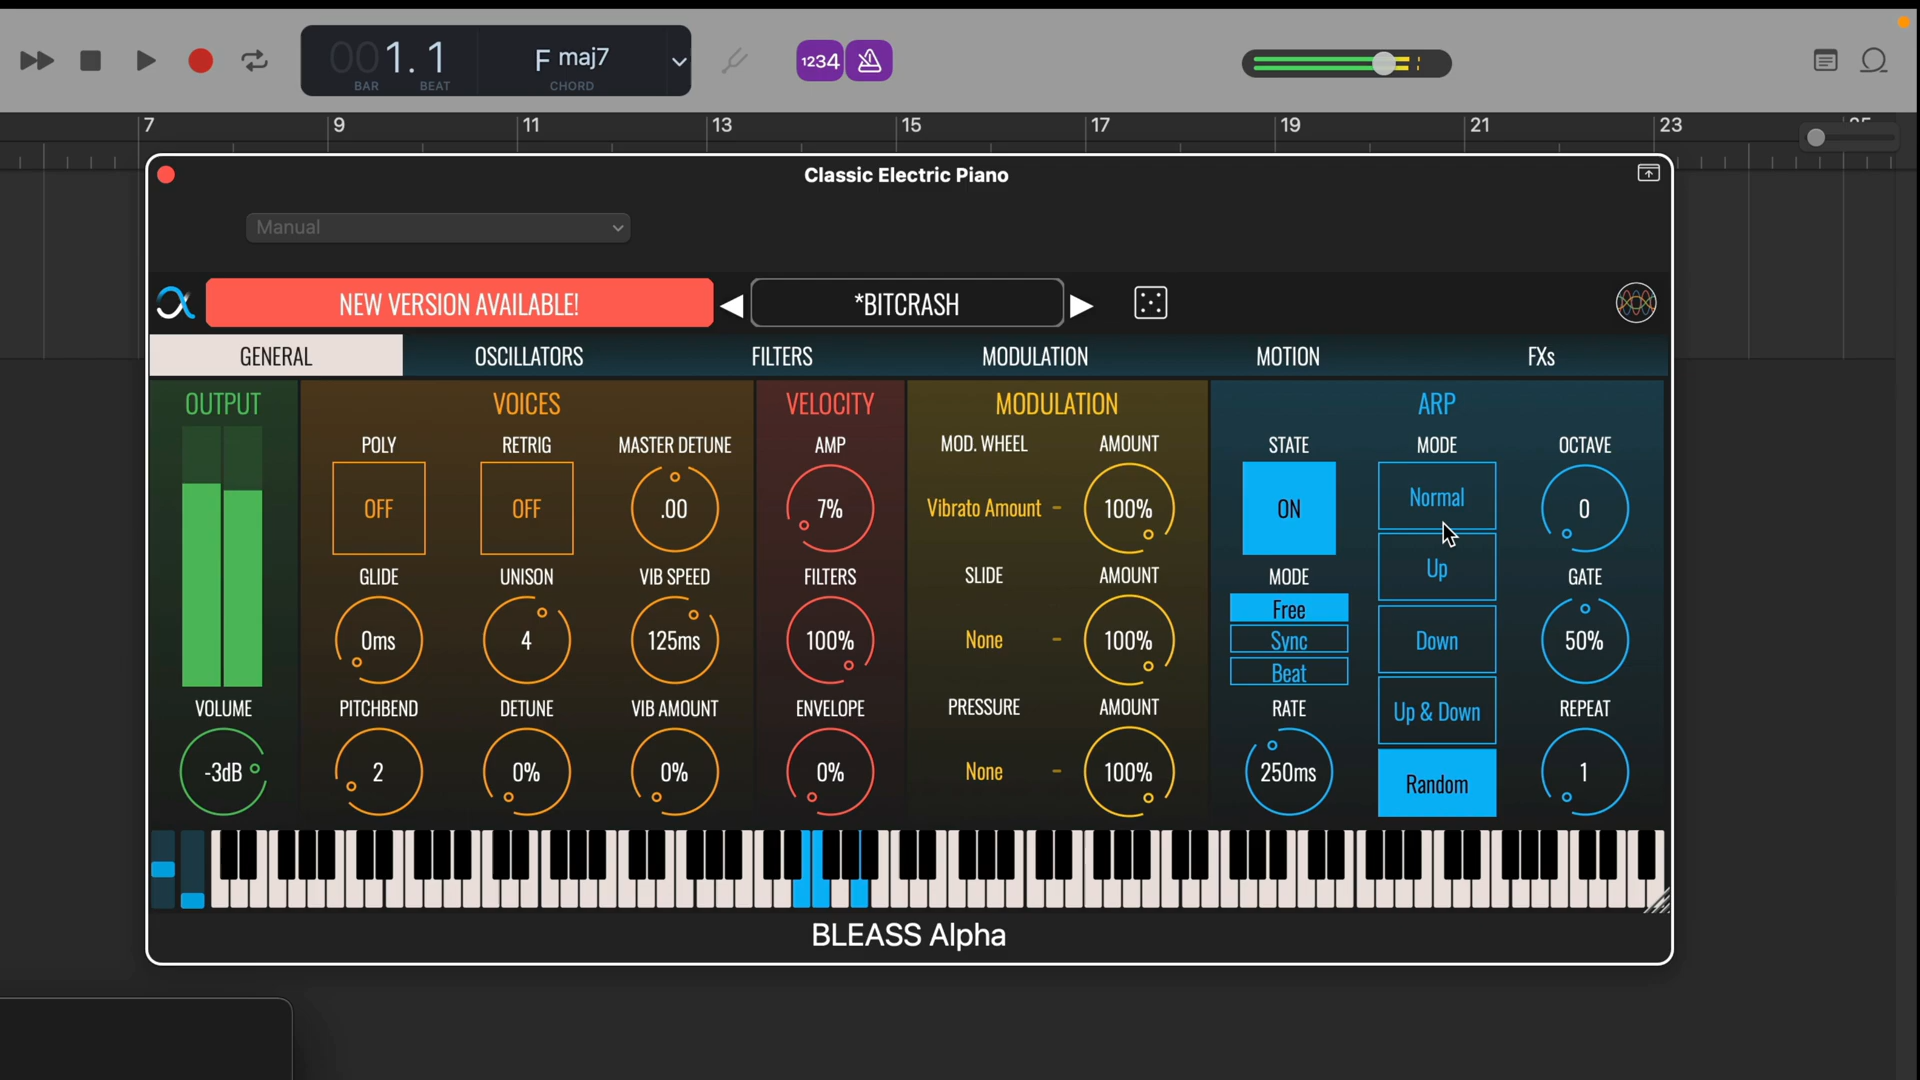 001.1
F maj7
BAR
BEAT
CHORD
1234
7
9
11
13
15
17
19
21
23
Classic Electric Piano
Manual
NEW VERSION AVAILABLE!
*BITCRASH
GENERAL
OSCILLATORS
FILTERS
MODULATION
MOTION
FXs
OUTPUT
VOICES
VELOCITY
MODULATION
ARP
POLY
RETRIG
MASTER DETUNE
AMP
MOD. WHEEL
AMOUNT
STATE
MODE
OCTAVE
OFF
OFF
.00
7%
Vibrato Amount
100%
ON
Normal
0
GLIDE
UNISON
VIB SPEED
FILTERS
SLIDE
AMOUNT
MODE
Up
GATE
0ms
4
125ms
100%
None
100%
Free
Sync
Beat
Down
50%
VOLUME
PITCHBEND
DETUNE
VIB AMOUNT
ENVELOPE
PRESSURE
AMOUNT
RATE
Up & Down
REPEAT
-3dB
2
0%
0%
0%
None
100%
250ms
Random
1
BLEASS Alpha